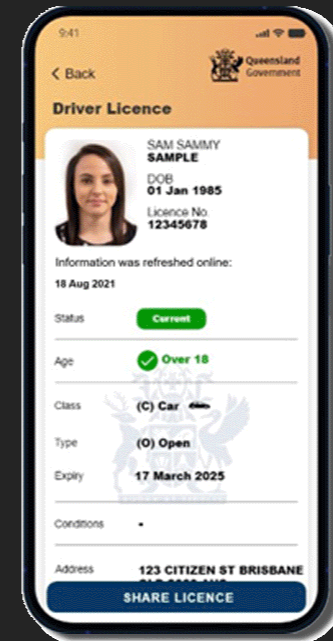 9:41
Queensland
Government
Back
Driver Licence
SAM SAMMY
SAMPLE
DOB
01 Jan 1985
Licence No.
12345678
Information was refreshed online:
18 Aug 2021
Status Current
Age Over 18
Class (C) Car
Type (O) Open
Expiry 17 March 2025
Conditions -
Address 123 CITIZEN ST BRISBANE
SHARE LICENCE